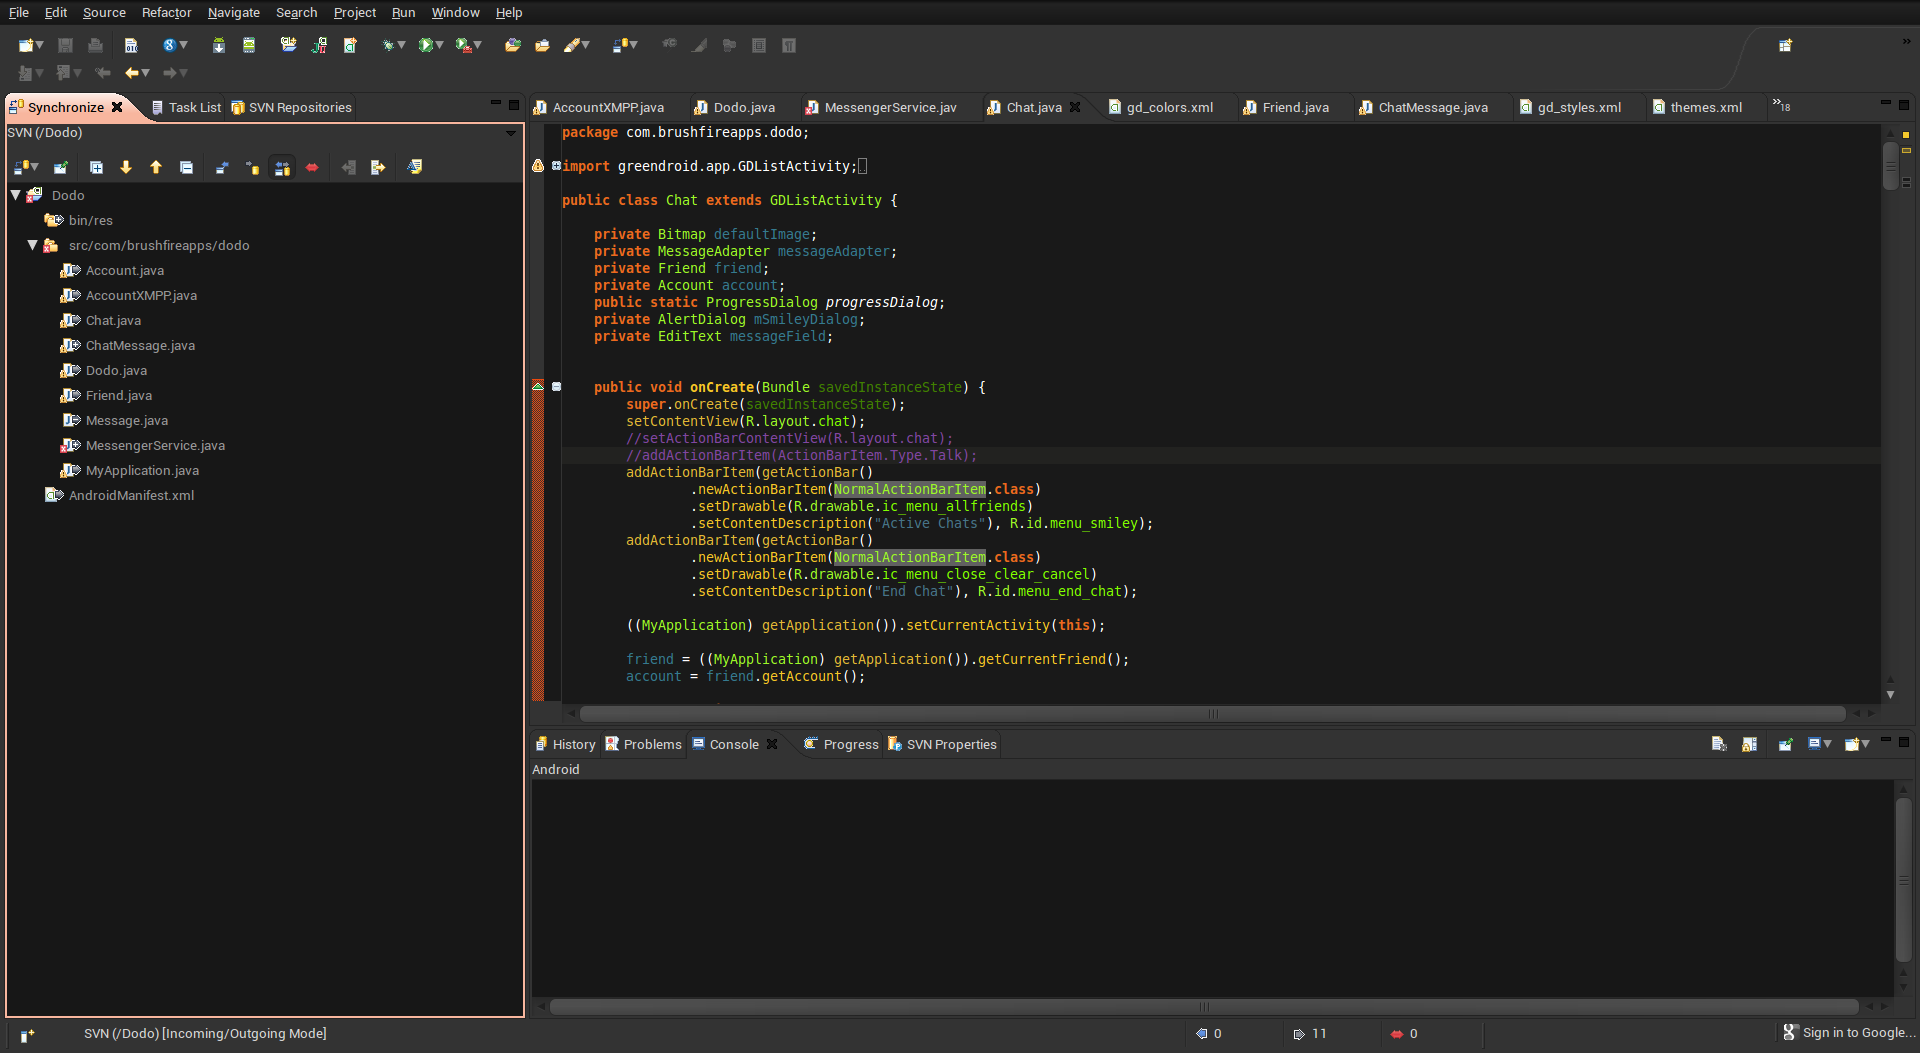 File Edit Source Refactor Navigate Search Project Run Window Help
Synchronize Task List SVN Repositories
SVN (/Dodo)
Dodo
bin/res
src/com/brushfireapps/dodo
Account.java
AccountXMPP.java
Chat.java
ChatMessage.java
Dodo.java
Friend.java
Message.java
MessengerService.java
MyApplication.java
AndroidManifest.xml
AccountXMPP.java Dodo.java MessengerService.jav Chat.java gd_colors.xml Friend.java ChatMessage.java gd_styles.xml themes.xml »18
package com.brushfireapps.dodo;
import greendroid.app.GDListActivity;
public class Chat extends GDListActivity {
private Bitmap defaultImage;
private MessageAdapter messageAdapter;
private Friend friend;
private Account account;
public static ProgressDialog progressDialog;
private AlertDialog mSmileyDialog;
private EditText messageField;
public void onCreate(Bundle savedInstanceState) {
super.onCreate(savedInstanceState);
setContentView(R.layout.chat);
//setActionBarContentView(R.layout.chat);
//addActionBarItem(ActionBarItem.Type.Talk);
addActionBarItem(getActionBar()
.newActionBarItem(NormalActionBarItem.class)
.setDrawable(R.drawable.ic_menu_allfriends)
.setContentDescription("Active Chats"), R.id.menu_smiley);
addActionBarItem(getActionBar()
.newActionBarItem(NormalActionBarItem.class)
.setDrawable(R.drawable.ic_menu_close_clear_cancel)
.setContentDescription("End Chat"), R.id.menu_end_chat);
((MyApplication) getApplication()).setCurrentActivity(this);
friend = ((MyApplication) getApplication()).getCurrentFriend();
account = friend.getAccount();
History Problems Console Progress SVN Properties
Android
SVN (/Dodo) [Incoming/Outgoing Mode] 0 11 0 Sign in to Google...